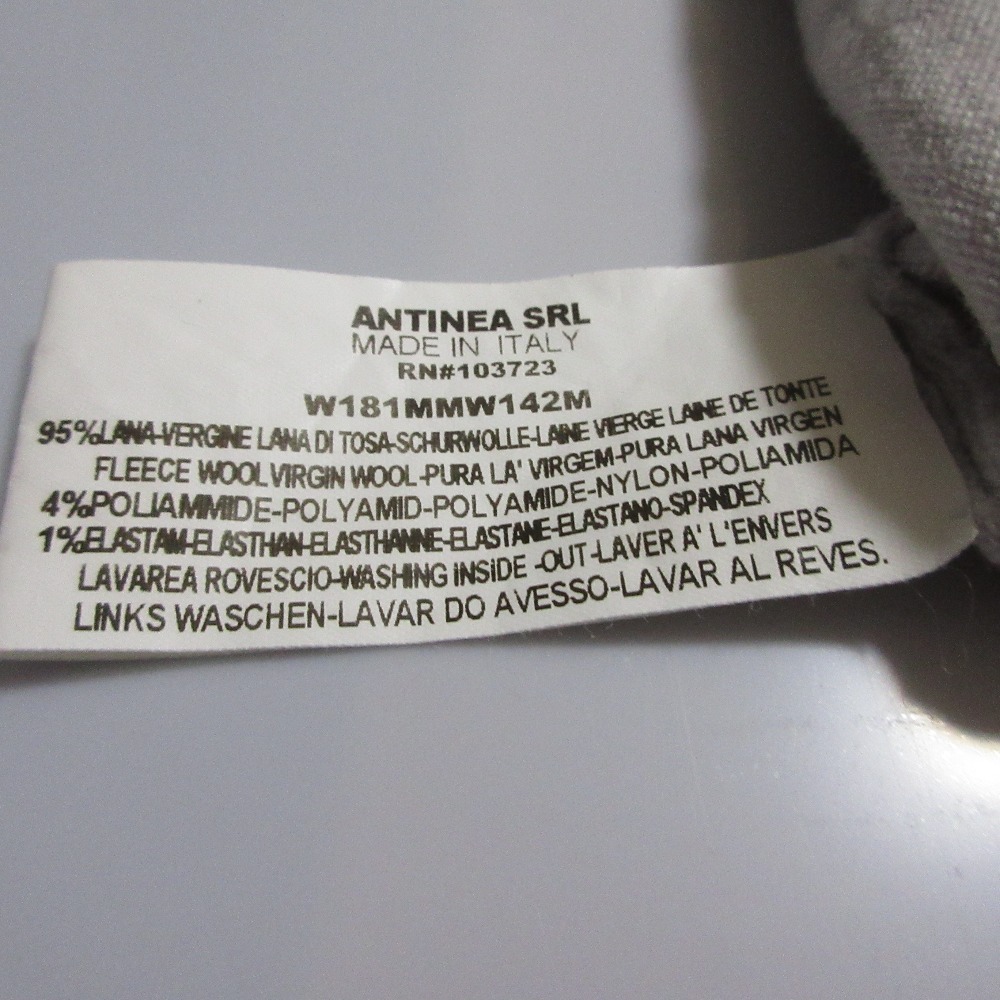 ANTINEA SRL
MADE IN ITALY
RN#103723
W181MMW142M
95%LANA-VERGINE LANA DI TOSA-SCHURWOLLE-LAINE VIERGE LAINE DE TONTE
FLEECE WOOL VIRGIN WOOL-PURA LA' VIRGEM-PURA LANA VIRGEN
4%POLIAMMIDE-POLYAMID-POLYAMIDE-NYLON-POLIAMIDA
1%ELASTAM-ELASTHAN-ELASTHANNE-ELASTANE-ELASTANO-SPANDEX
LAVAREA ROVESCIO-WASHING INSIDE -OUT-LAVER A' L'ENVERS
LINKS WASCHEN-LAVAR DO AVESSO-LAVAR AL REVES.